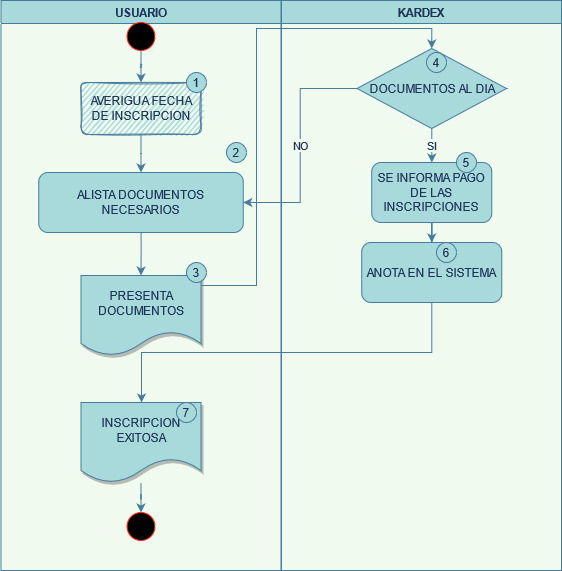 USUARIO
KARDEX
1
AVERIGUA FECHA
DE INSCRIPCION
2
ALISTA DOCUMENTOS
NECESARIOS
3
PRESENTA
DOCUMENTOS
4
DOCUMENTOS AL DIA
NO
SI
5
SE INFORMA PAGO
DE LAS
INSCRIPCIONES
6
ANOTA EN EL SISTEMA
7
INSCRIPCION
EXITOSA